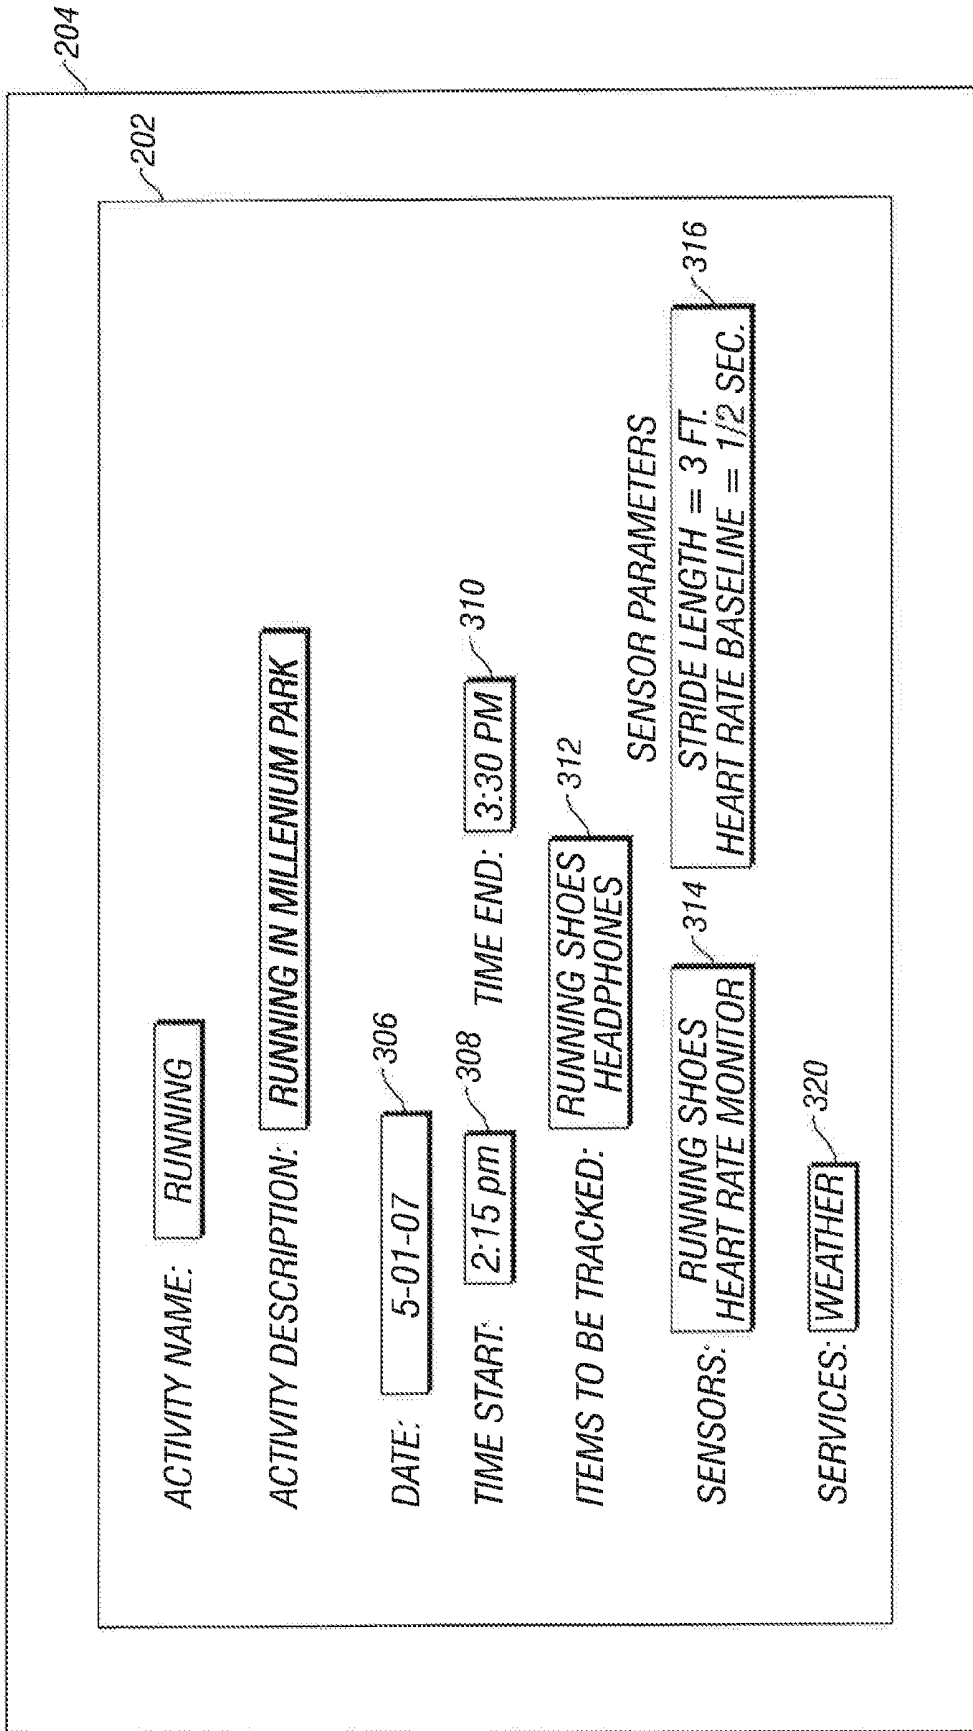 204
202
ACTIVITY NAME: RUNNING
ACTIVITY DESCRIPTION: RUNNING IN MILLENIUM PARK
DATE: 5-01-07 306
TIME START: 2:15 pm 308 TIME END: 3:30 PM 310
ITEMS TO BE TRACKED: RUNNING SHOES 312
HEADPHONES
SENSOR PARAMETERS
SENSORS: RUNNING SHOES 314 STRIDE LENGTH = 3 FT. 316
HEART RATE MONITOR HEART RATE BASELINE = 1/2 SEC.
SERVICES: WEATHER 320